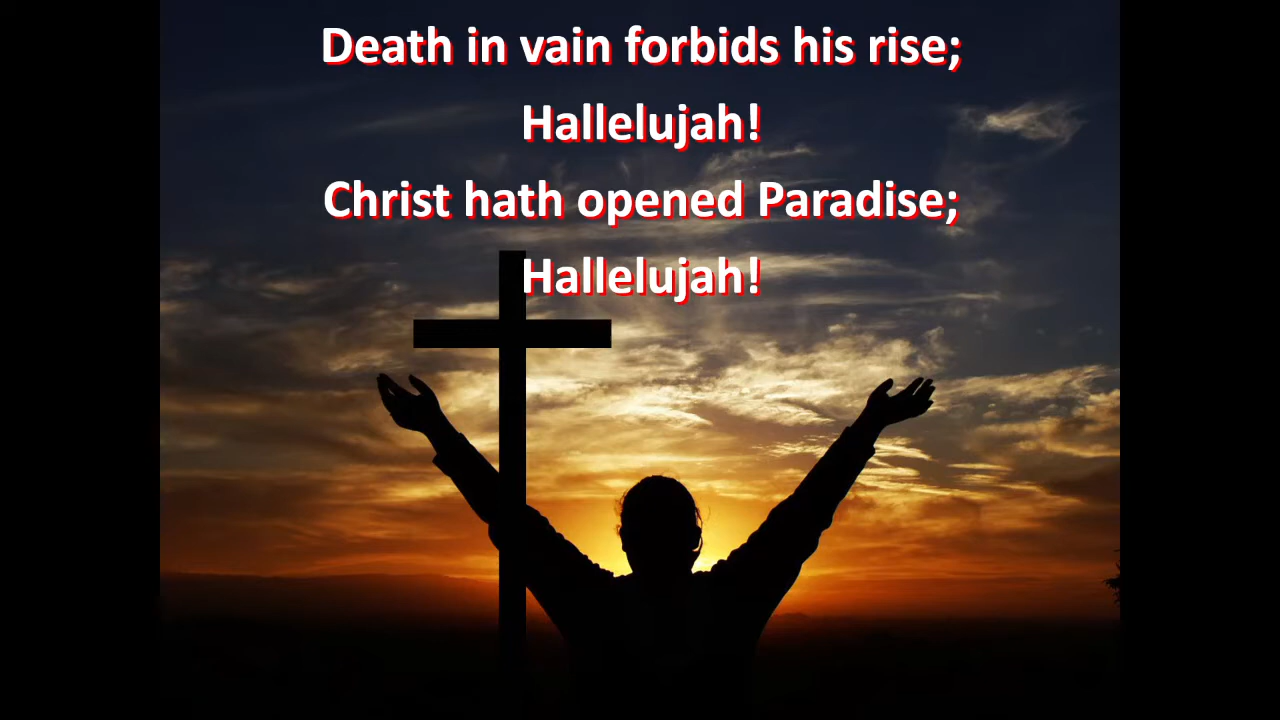 Death in vain forbids his rise;
Hallelujah!
Christ hath opened Paradise;
Hallelujah!